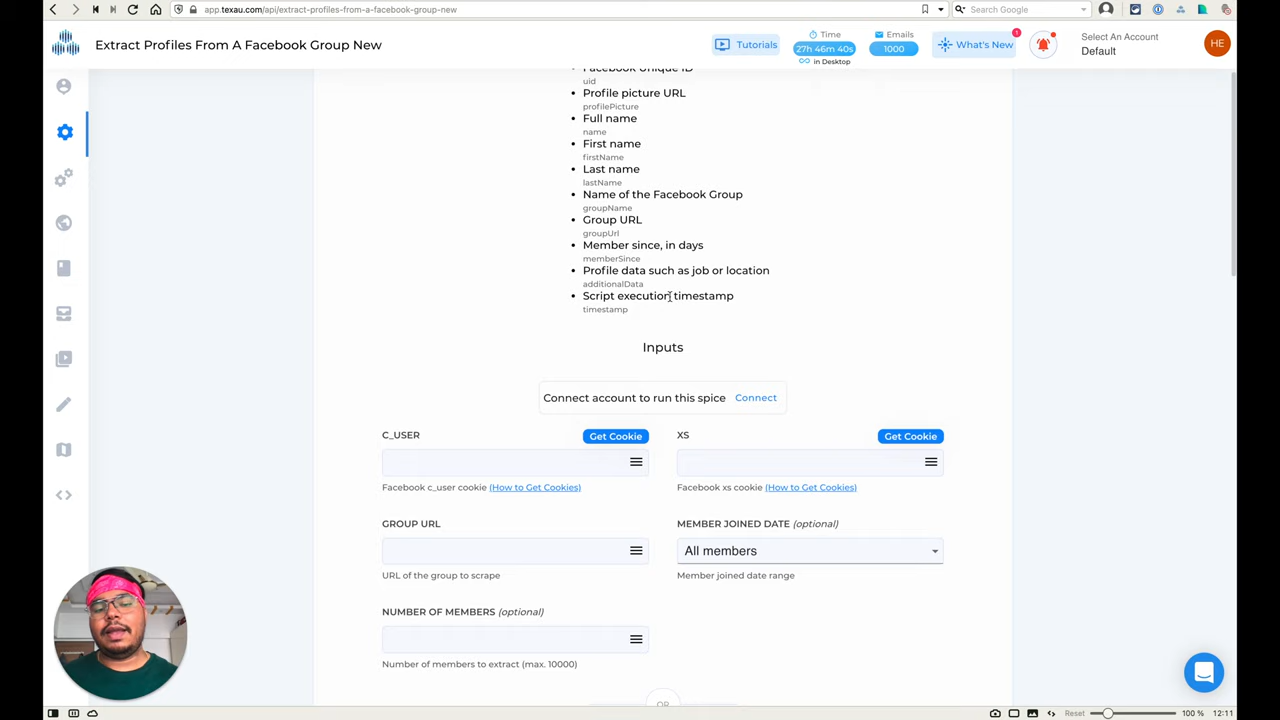 app.texau.com/api/extract-profiles-from-a-facebook-group-new
Search Google
Extract Profiles From A Facebook Group New
Tutorials
Time
27h 46m 40s
in Desktop
Emails
1000
What's New
1
Select An Account
Default
HE
Facebook Unique ID
uid
Profile picture URL
profilePicture
Full name
name
First name
firstName
Last name
lastName
Name of the Facebook Group
groupName
Group URL
groupUrl
Member since, in days
memberSince
Profile data such as job or location
additionalData
Script execution timestamp
timestamp
Inputs
Connect account to run this spice Connect
C_USER
Get Cookie
XS
Get Cookie
Facebook c_user cookie (How to Get Cookies)
Facebook xs cookie (How to Get Cookies)
GROUP URL
MEMBER JOINED DATE (optional)
All members
URL of the group to scrape
Member joined date range
NUMBER OF MEMBERS (optional)
Number of members to extract (max. 10000)
OR
Reset
100 %
12:11